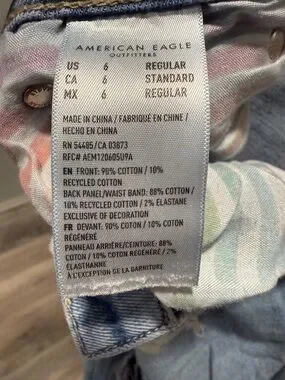 AMERICAN EAGLE
OUTFITTERS
US 6 REGULAR
CA 6 STANDARD
MX 6 REGULAR
MADE IN CHINA / FABRIQUÉ EN CHINE /
HECHO EN CHINA
RN 54485/CA 03873
RFC# AEM120605U9A
EN FRONT: 90% COTTON / 10%
RECYCLED COTTON
BACK PANEL/WAIST BAND: 88% COTTON /
10% RECYCLED COTTON / 2% ELASTANE
EXCLUSIVE OF DECORATION
FR DEVANT: 90% COTON / 10% COTON
RÉGÉNÉRÉ
PANNEAU ARRIÈRE/CEINTURE: 88%
COTON / 10% COTON RÉGÉNÉRÉ / 2%
ÉLASTHANNE
À L'EXCEPTION DE LA GARNITURE